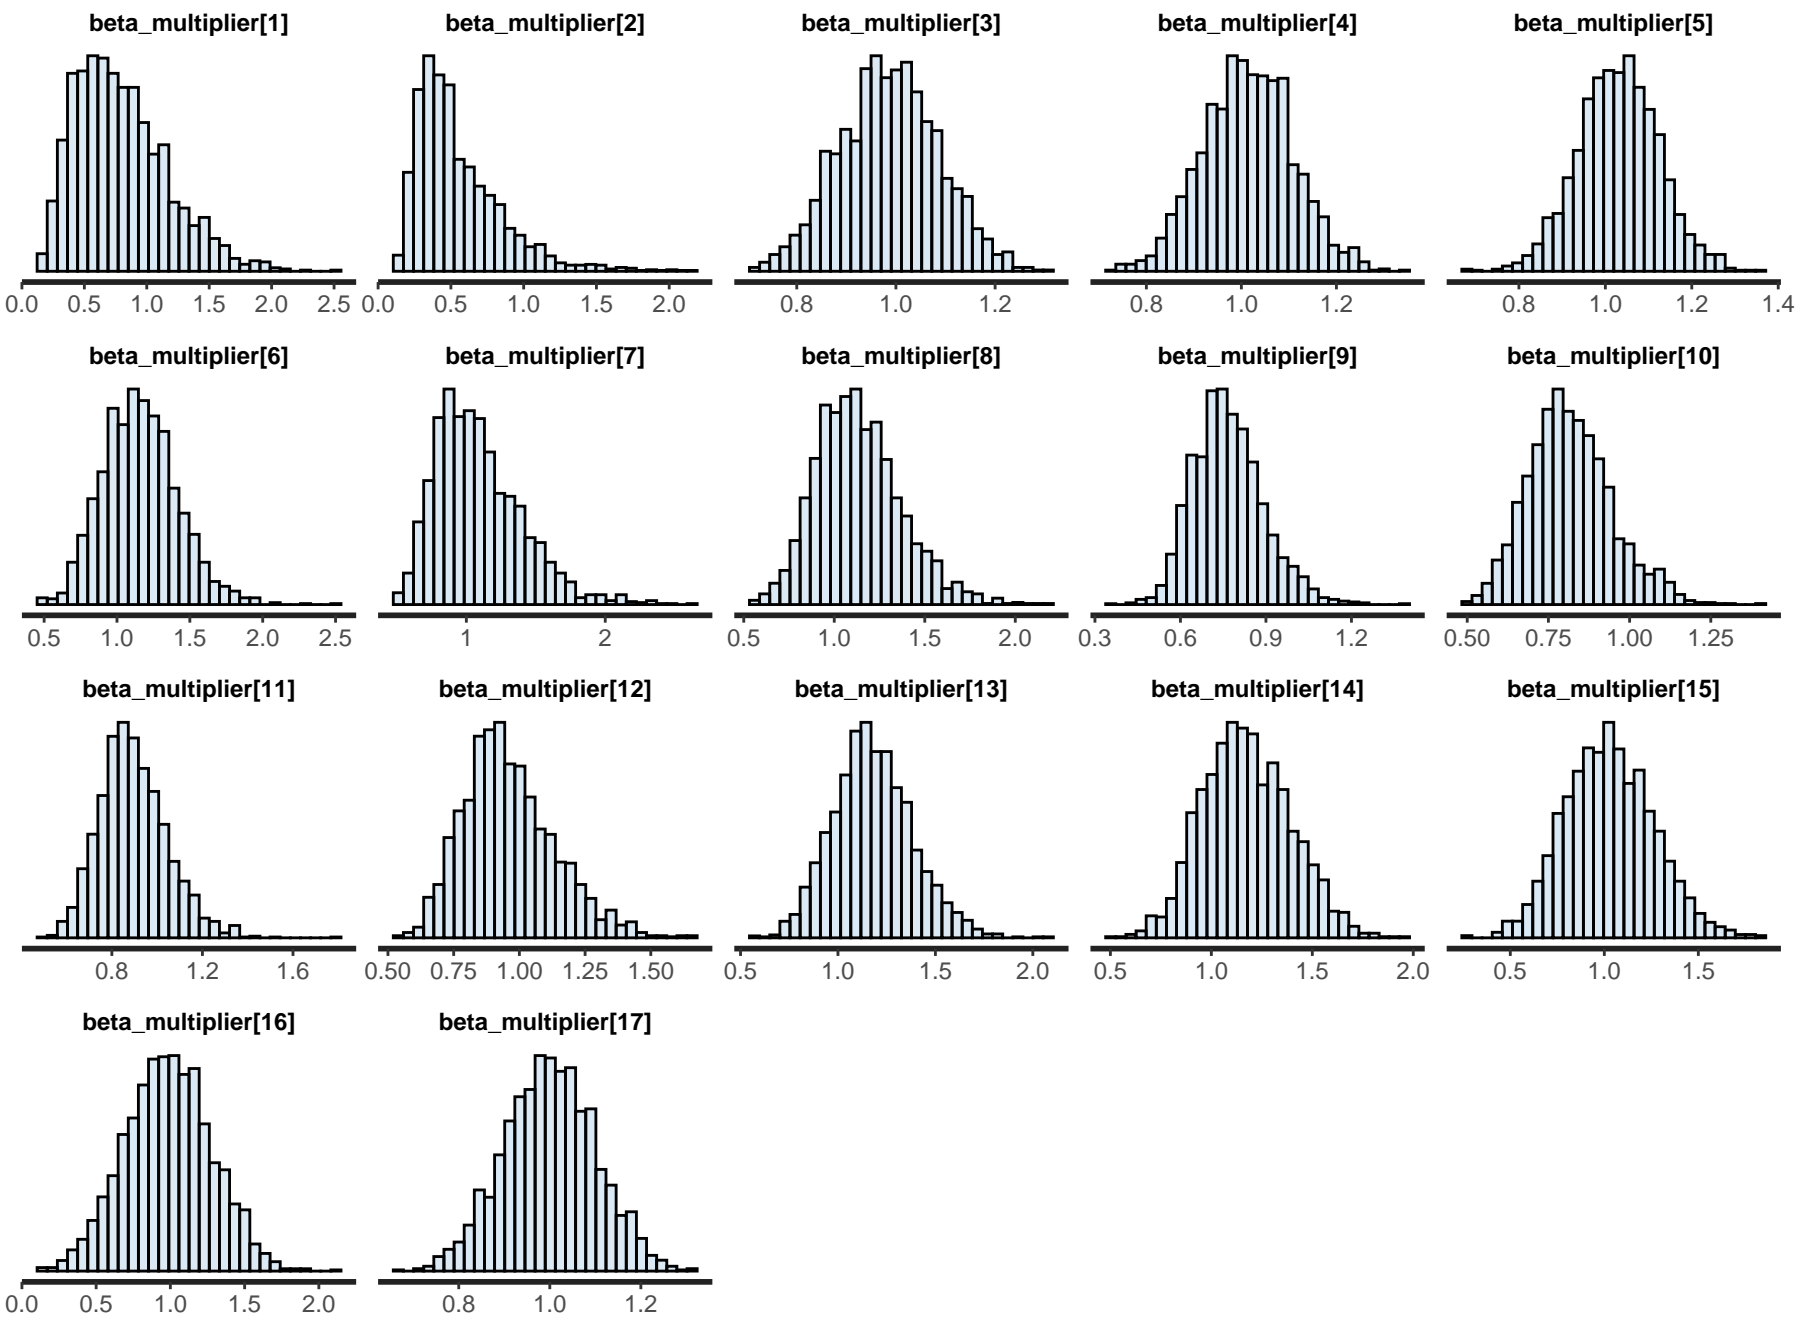 beta_multiplier[1] beta_multiplier[2] beta_multiplier[3] beta_multiplier[4] beta_multiplier[5]
0.0 0.5 1.0 1.5 2.0 2.5 0.0 0.5 1.0 1.5 2.0 0.8 1.0 1.2 0.8 1.0 1.2 0.8 1.0 1.2 1.4
beta_multiplier[6] beta_multiplier[7] beta_multiplier[8] beta_multiplier[9] beta_multiplier[10]
0.5 1.0 1.5 2.0 2.5 1 2 0.5 1.0 1.5 2.0 0.3 0.6 0.9 1.2 0.50 0.75 1.00 1.25
beta_multiplier[11] beta_multiplier[12] beta_multiplier[13] beta_multiplier[14] beta_multiplier[15]
0.8 1.2 1.6 0.50 0.75 1.00 1.25 1.50 0.5 1.0 1.5 2.0 0.5 1.0 1.5 2.0 0.5 1.0 1.5
beta_multiplier[16] beta_multiplier[17]
0.0 0.5 1.0 1.5 2.0 0.8 1.0 1.2